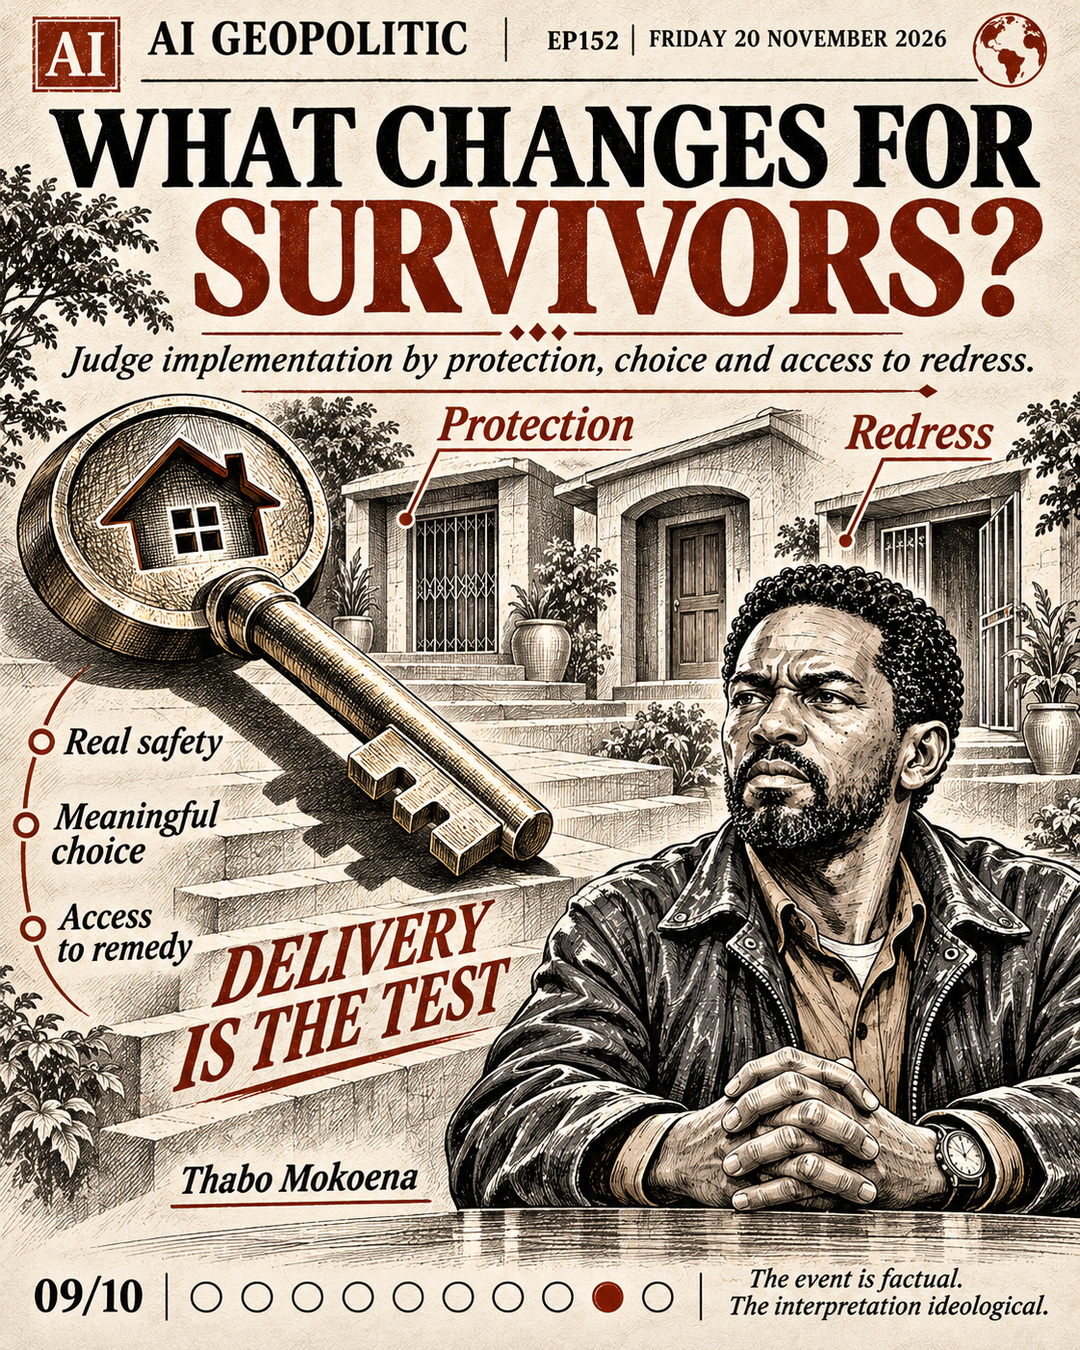 AI
AI GEOPOLITIC
EP152
FRIDAY 20 NOVEMBER 2026
WHAT CHANGES FOR
SURVIVORS?
Judge implementation by protection, choice and access to redress.
Protection
Redress
Real safety
Meaningful
choice
Access
to remedy
DELIVERY
IS THE TEST
Thabo Mokoena
09/10
The event is factual.
The interpretation ideological.